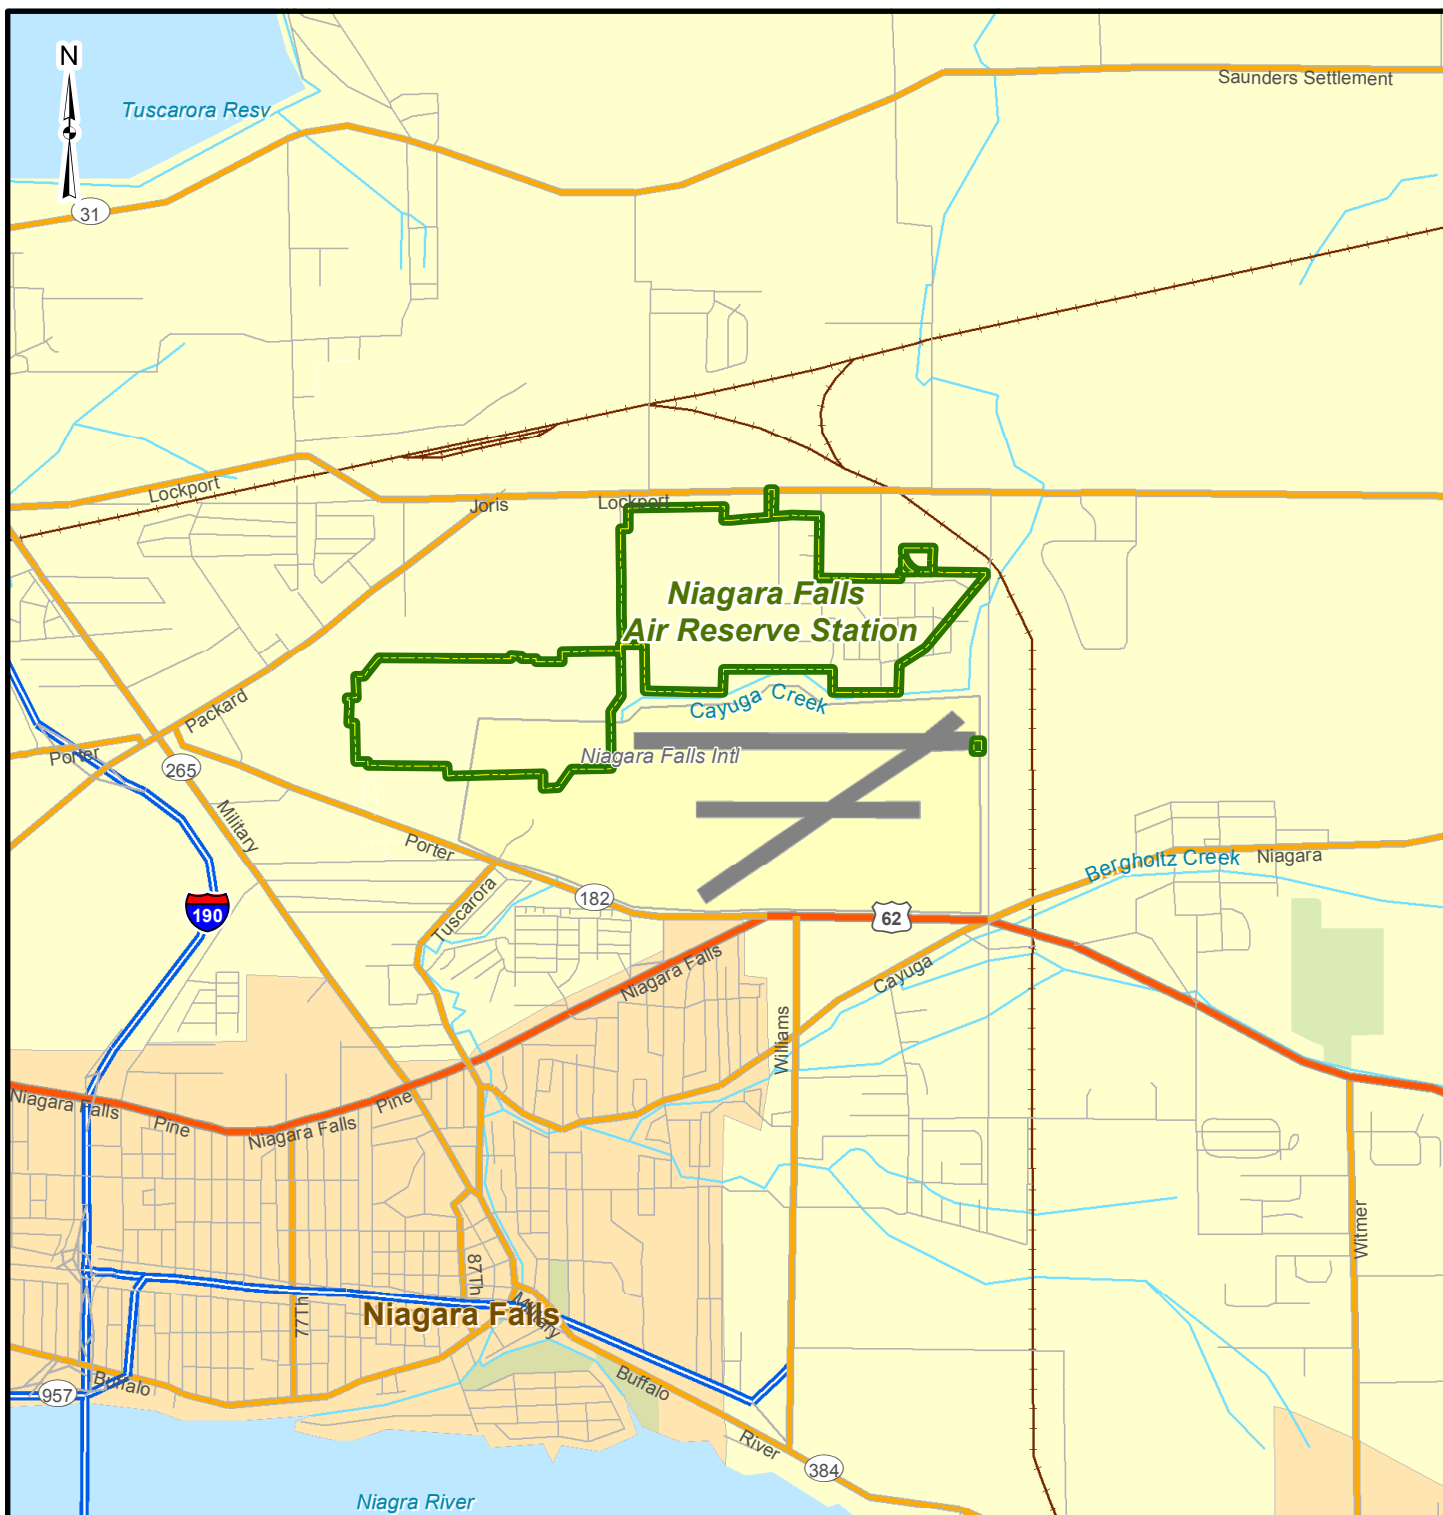 N
Saunders Settlement
Tuscarora Resv
31
Lockport
Joris
Lockport
Niagara Falls
Air Reserve Station
Cayuga Creek
Packard
Porter
265
Niagara Falls Intl
Military
Porter
Bergholtz Creek
Niagara
190
Tuscarora
182
62
Niagara Falls
Cayuga
Williams
Niagara Falls
Pine
Niagara Falls
Pine
Witmer
87Th
77Th
Niagara Falls
Military
Buffalo
957
Buffalo
River
384
Niagra River